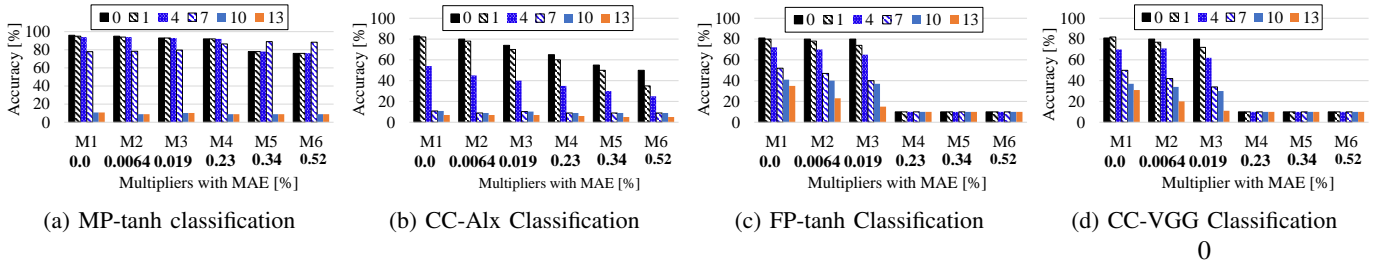 0 1 4 7 10 13
Accuracy [%]
100
80
60
40
20
0
M1 M2 M3 M4 M5 M6
0.0 0.0064 0.019 0.23 0.34 0.52
Multipliers with MAE [%]
(a) MP-tanh classification
0 1 4 7 10 13
Accuracy [%]
100
80
60
40
20
0
M1 M2 M3 M4 M5 M6
0.0 0.0064 0.019 0.23 0.34 0.52
Multipliers with MAE [%]
(b) CC-Alx Classification
0 1 4 7 10 13
Accuracy [%]
80
60
40
20
0
M1 M2 M3 M4 M5 M6
0.0 0.0064 0.019 0.23 0.34 0.52
Multipliers with MAE [%]
(c) FP-tanh Classification
0 1 4 7 10 13
Accuracy [%]
80
60
40
20
0
M1 M2 M3 M4 M5 M6
0.0 0.0064 0.019 0.23 0.34 0.52
Multiplier with MAE [%]
(d) CC-VGG Classification
0